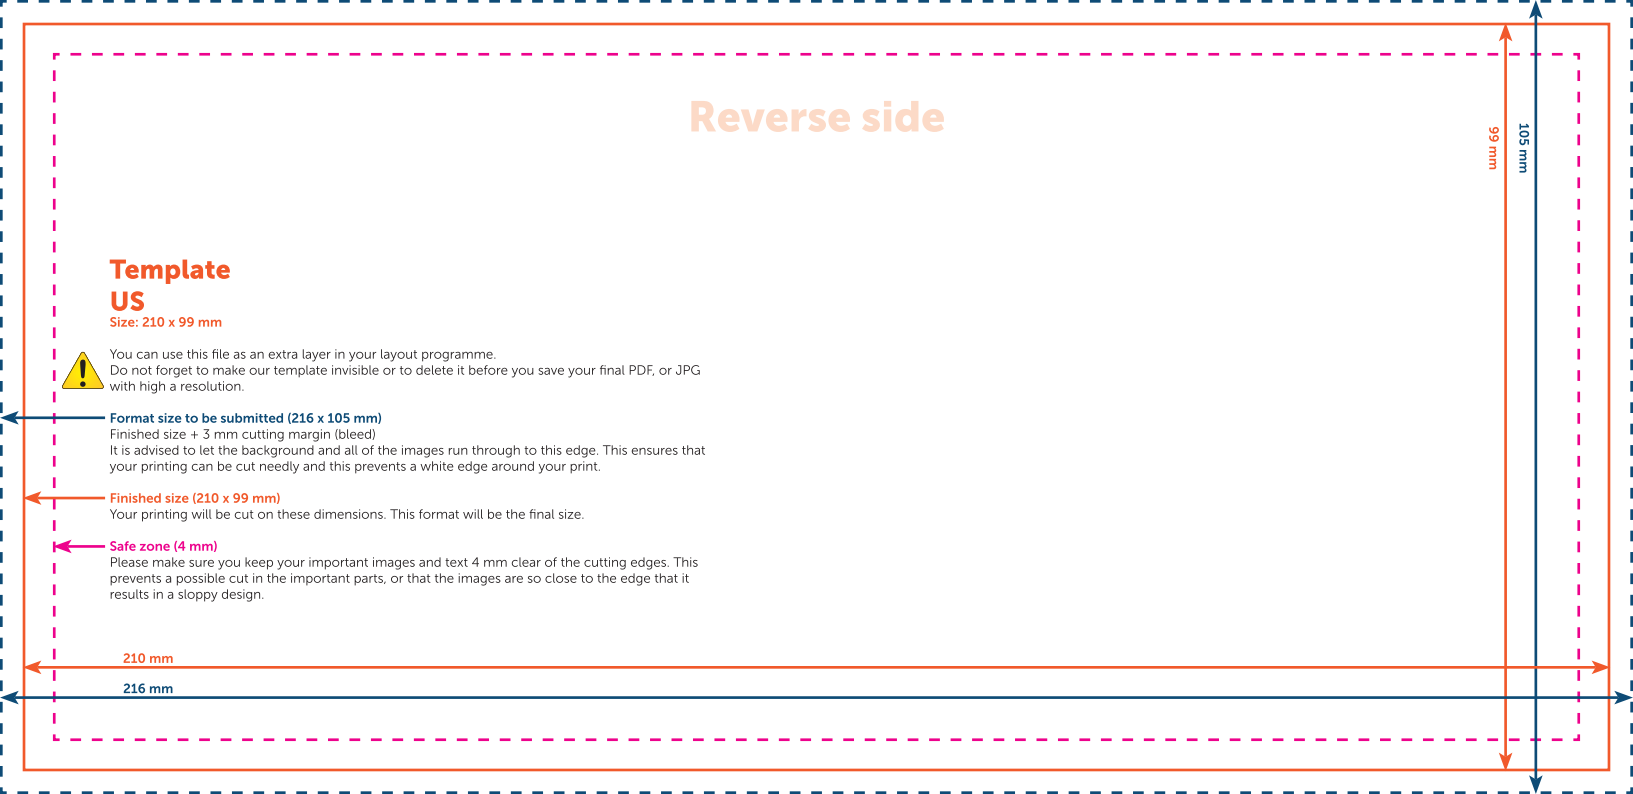 Reverse side
99 mm
105 mm
Template
US
Size: 210 x 99 mm
You can use this file as an extra layer in your layout programme.
Do not forget to make our template invisible or to delete it before you save your final PDF, or JPG
with high a resolution.
Format size to be submitted (216 x 105 mm)
Finished size + 3 mm cutting margin (bleed)
It is advised to let the background and all of the images run through to this edge. This ensures that
your printing can be cut needly and this prevents a white edge around your print.
Finished size (210 x 99 mm)
Your printing will be cut on these dimensions. This format will be the final size.
Safe zone (4 mm)
Please make sure you keep your important images and text 4 mm clear of the cutting edges. This
prevents a possible cut in the important parts, or that the images are so close to the edge that it
results in a sloppy design.
210 mm
216 mm